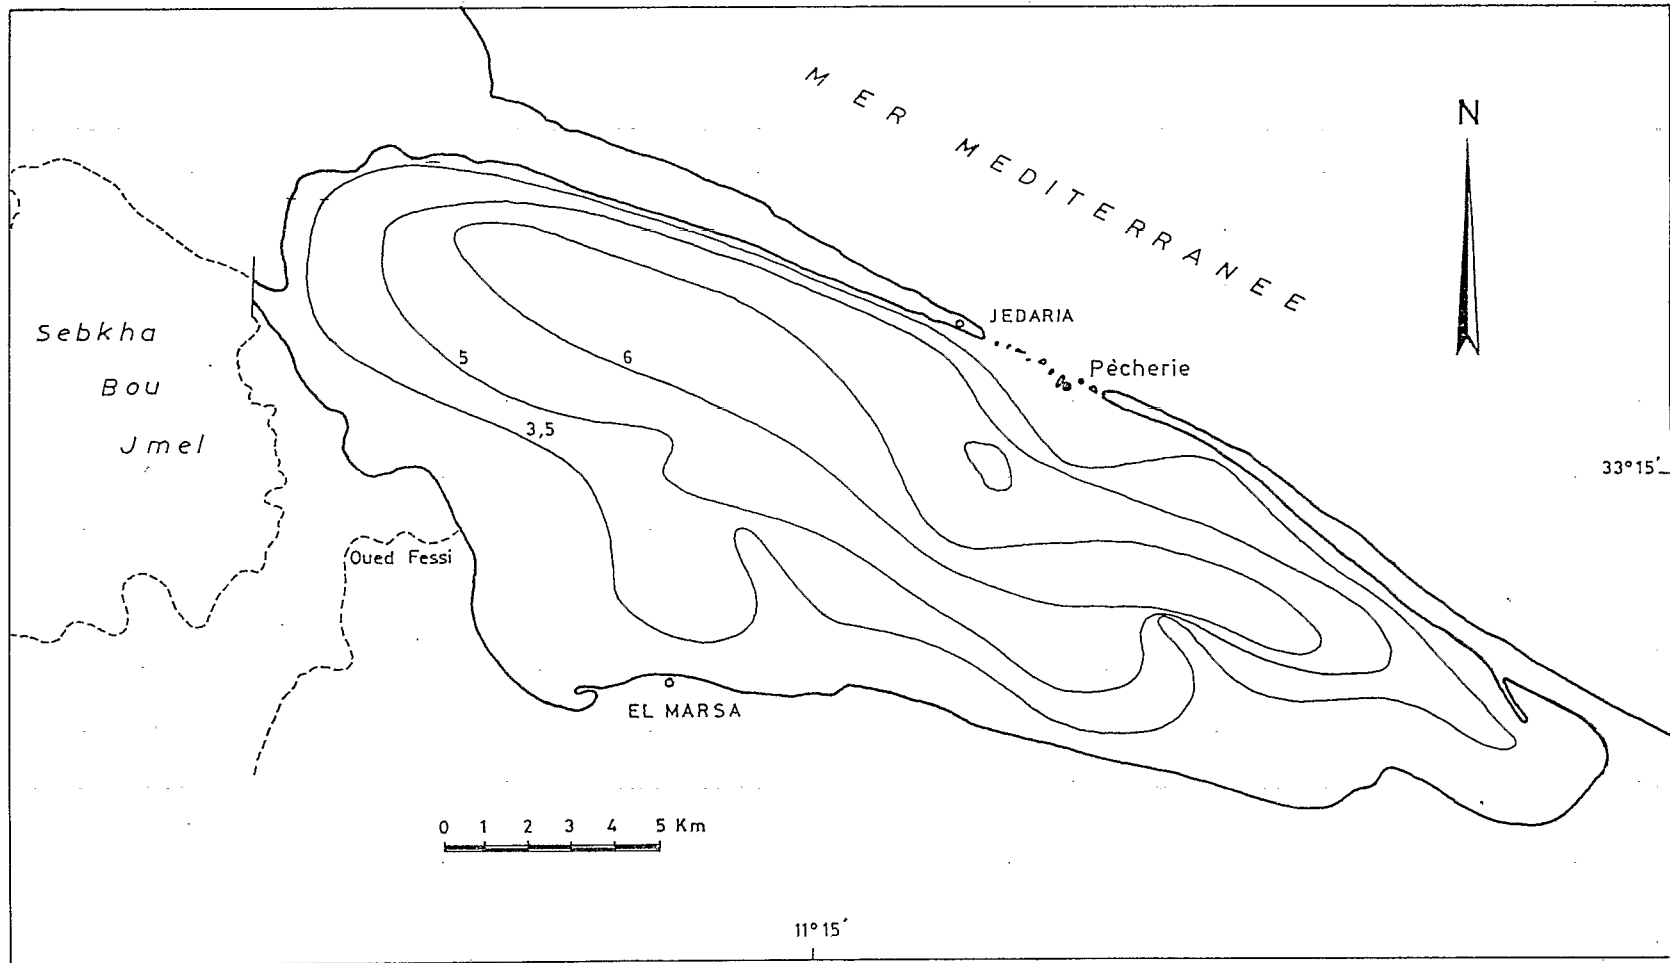 MER MEDITERRANEE
N
JEDARIA
Pècherie
Sebkha
Bou
Jmel
5
6
3,5
33°15′
Oued Fessi
EL MARSA
0 1 2 3 4 5 Km
11°15′